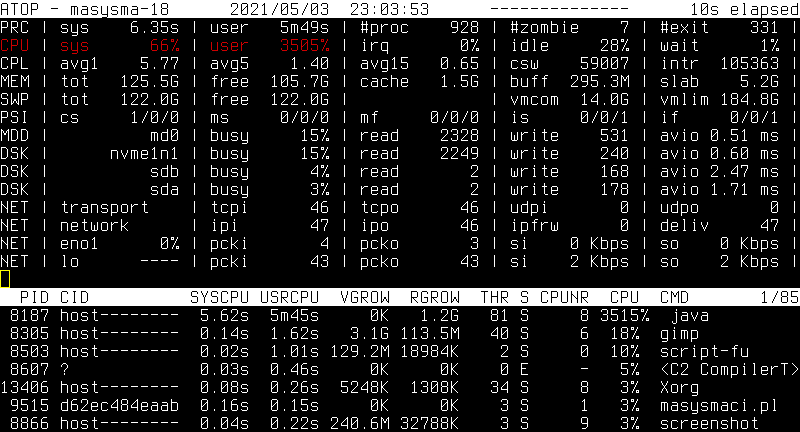 ATOP - masysma-18 2021/05/03 23:03:53 -------------- 10s elapsed
PRC | sys 6.35s | user 5m49s | #proc 928 | #zombie 7 | #exit 331 |
CPU | sys 66% | user 3505% | irq 0% | idle 28% | wait 1% |
CPL | avg1 5.77 | avg5 1.40 | avg15 0.65 | csw 59007 | intr 105363 |
MEM | tot 125.5G | free 105.7G | cache 1.5G | buff 295.3M | slab 5.2G |
SWP | tot 122.0G | free 122.0G | | vmcom 14.0G | vmlim 184.8G |
PSI | cs 1/0/0 | ms 0/0/0 | mf 0/0/0 | is 0/0/1 | if 0/0/1 |
MDD | md0 | busy 15% | read 2328 | write 531 | avio 0.51 ms |
DSK | nvme1n1 | busy 15% | read 2249 | write 240 | avio 0.60 ms |
DSK | sdb | busy 4% | read 2 | write 168 | avio 2.47 ms |
DSK | sda | busy 3% | read 2 | write 178 | avio 1.71 ms |
NET | transport | tcpi 46 | tcpo 46 | udpi 0 | udpo 0 |
NET | network | ipi 47 | ipo 46 | ipfrw 0 | deliv 47 |
NET | eno1 0% | pcki 4 | pcko 3 | si 0 Kbps | so 0 Kbps |
NET | lo ---- | pcki 43 | pcko 43 | si 2 Kbps | so 2 Kbps |
PID CID SYSCPU USRCPU VGROW RGROW THR S CPUNR CPU CMD 1/85
8187 host-------- 5.62s 5m45s 0K 1.2G 81 S 8 3515% java
8305 host-------- 0.14s 1.62s 3.1G 113.5M 40 S 6 18% gimp
8503 host-------- 0.02s 1.01s 129.2M 18984K 2 S 0 10% script-fu
8607 ? 0.03s 0.46s 0K 0K 0 E - 5% <C2 CompilerT>
13406 host-------- 0.08s 0.26s 5248K 1308K 34 S 8 3% Xorg
9515 d62ec484eaab 0.16s 0.15s 0K 0K 3 S 1 3% masysmaci.pl
8866 host-------- 0.04s 0.22s 240.6M 32788K 3 S 9 3% screenshot